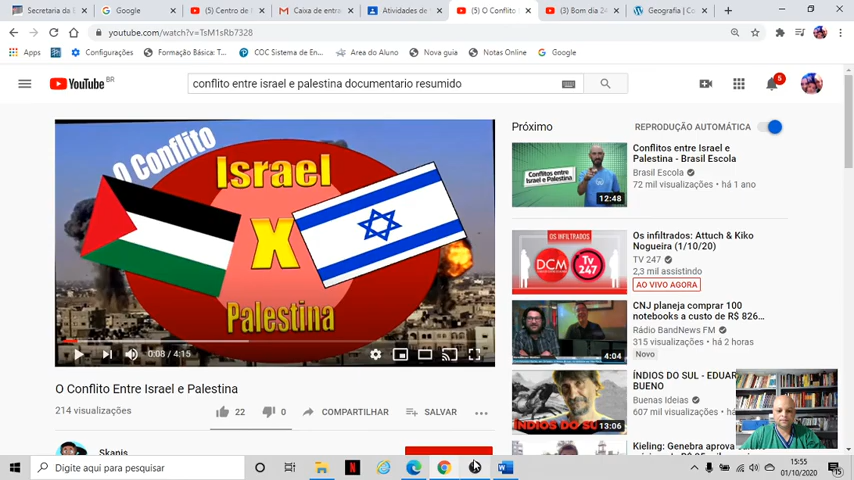 Secretaria da E
Google
(5) Centro de
Caixa de entra
Atividades de
(5) O Conflito
(3) Bom dia 24
Geografia | Co
youtube.com/watch?v=TsM1sRb7328
Apps
Configurações
Formação Básica: T...
COC Sistema de En...
Area do Aluno
Nova guia
Notas Online
Google
YouTube BR
conflito entre israel e palestina documentario resumido
5
O Conflito
Israel
X
Palestina
0:08 / 4:15
O Conflito Entre Israel e Palestina
214 visualizações
22
0
COMPARTILHAR
SALVAR
Skanis
Próximo
REPRODUÇÃO AUTOMÁTICA
Conflitos entre Israel e Palestina
12:48
Conflitos entre Israel e
Palestina - Brasil Escola
Brasil Escola
72 mil visualizações • há 1 ano
OS INFILTRADOS
DCM
Tv 247
Os infiltrados: Attuch & Kiko
Nogueira (1/10/20)
TV 247
2,3 mil assistindo
AO VIVO AGORA
4:04
CNJ planeja comprar 100
notebooks a custo de R$ 826...
Rádio BandNews FM
315 visualizações • há 2 horas
Novo
ÍNDIOS DO SUL
13:06
ÍNDIOS DO SUL - EDUAR
BUENO
Buenas Ideias
607 mil visualizações • há
Kieling: Genebra aprova
Digite aqui para pesquisar
15:55
01/10/2020
15